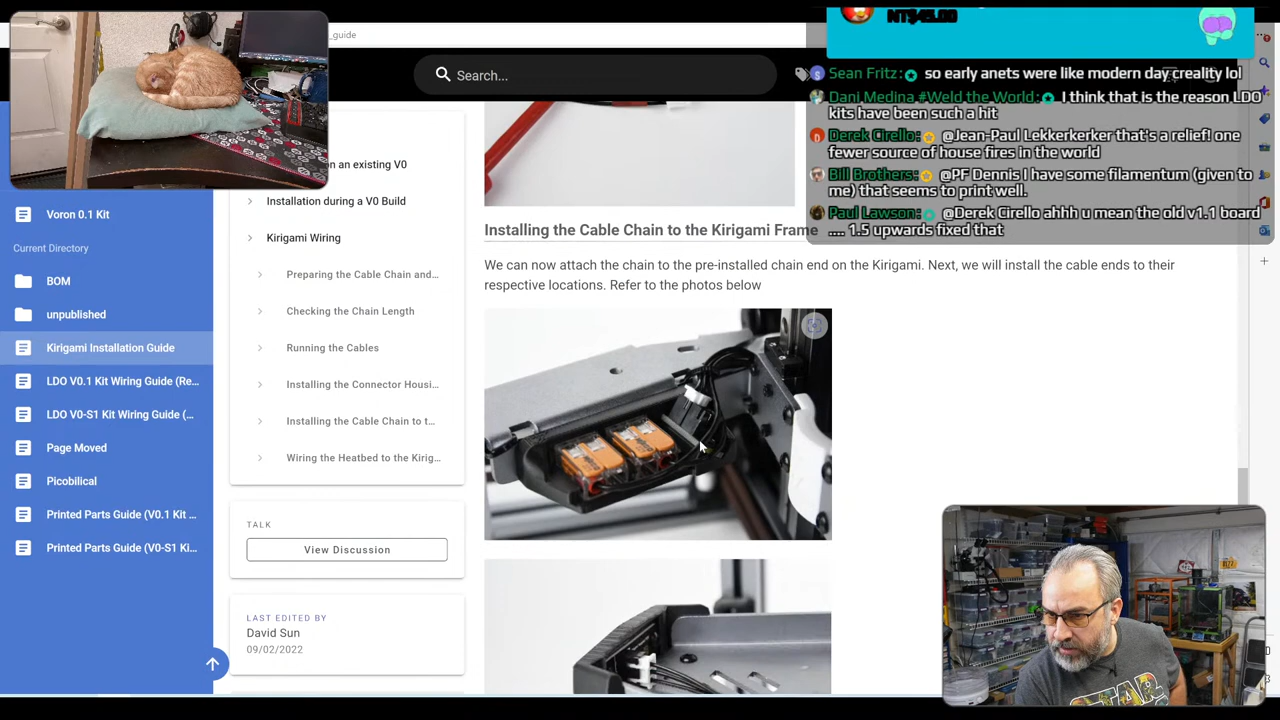 _guide
Search...
NT$45.00
Sean Fritz: so early anets were like modern day creality lol
Dani Medina #Weld the World: I think that is the reason LDO
kits have been such a hit
Derek Cirello: @Jean-Paul Lekkerkerker that's a relief! one
fewer source of house fires in the world
Bill Brothers: @PF Dennis I have some filamentum (given to
me) that seems to print well.
Paul Lawson: @Derek Cirello ahhh u mean the old v1.1 board
.... 1.5 upwards fixed that
Voron 0.1 Kit
Current Directory
BOM
unpublished
Kirigami Installation Guide
LDO V0.1 Kit Wiring Guide (Re...
LDO V0-S1 Kit Wiring Guide (...
Page Moved
Picobilical
Printed Parts Guide (V0.1 Kit ...
Printed Parts Guide (V0-S1 Ki...
on an existing V0
Installation during a V0 Build
Kirigami Wiring
Preparing the Cable Chain and...
Checking the Chain Length
Running the Cables
Installing the Connector Housi...
Installing the Cable Chain to t...
Wiring the Heatbed to the Kirig...
TALK
View Discussion
LAST EDITED BY
David Sun
09/02/2022
Installing the Cable Chain to the Kirigami Frame
We can now attach the chain to the pre-installed chain end on the Kirigami. Next, we will install the cable ends to their
respective locations. Refer to the photos below